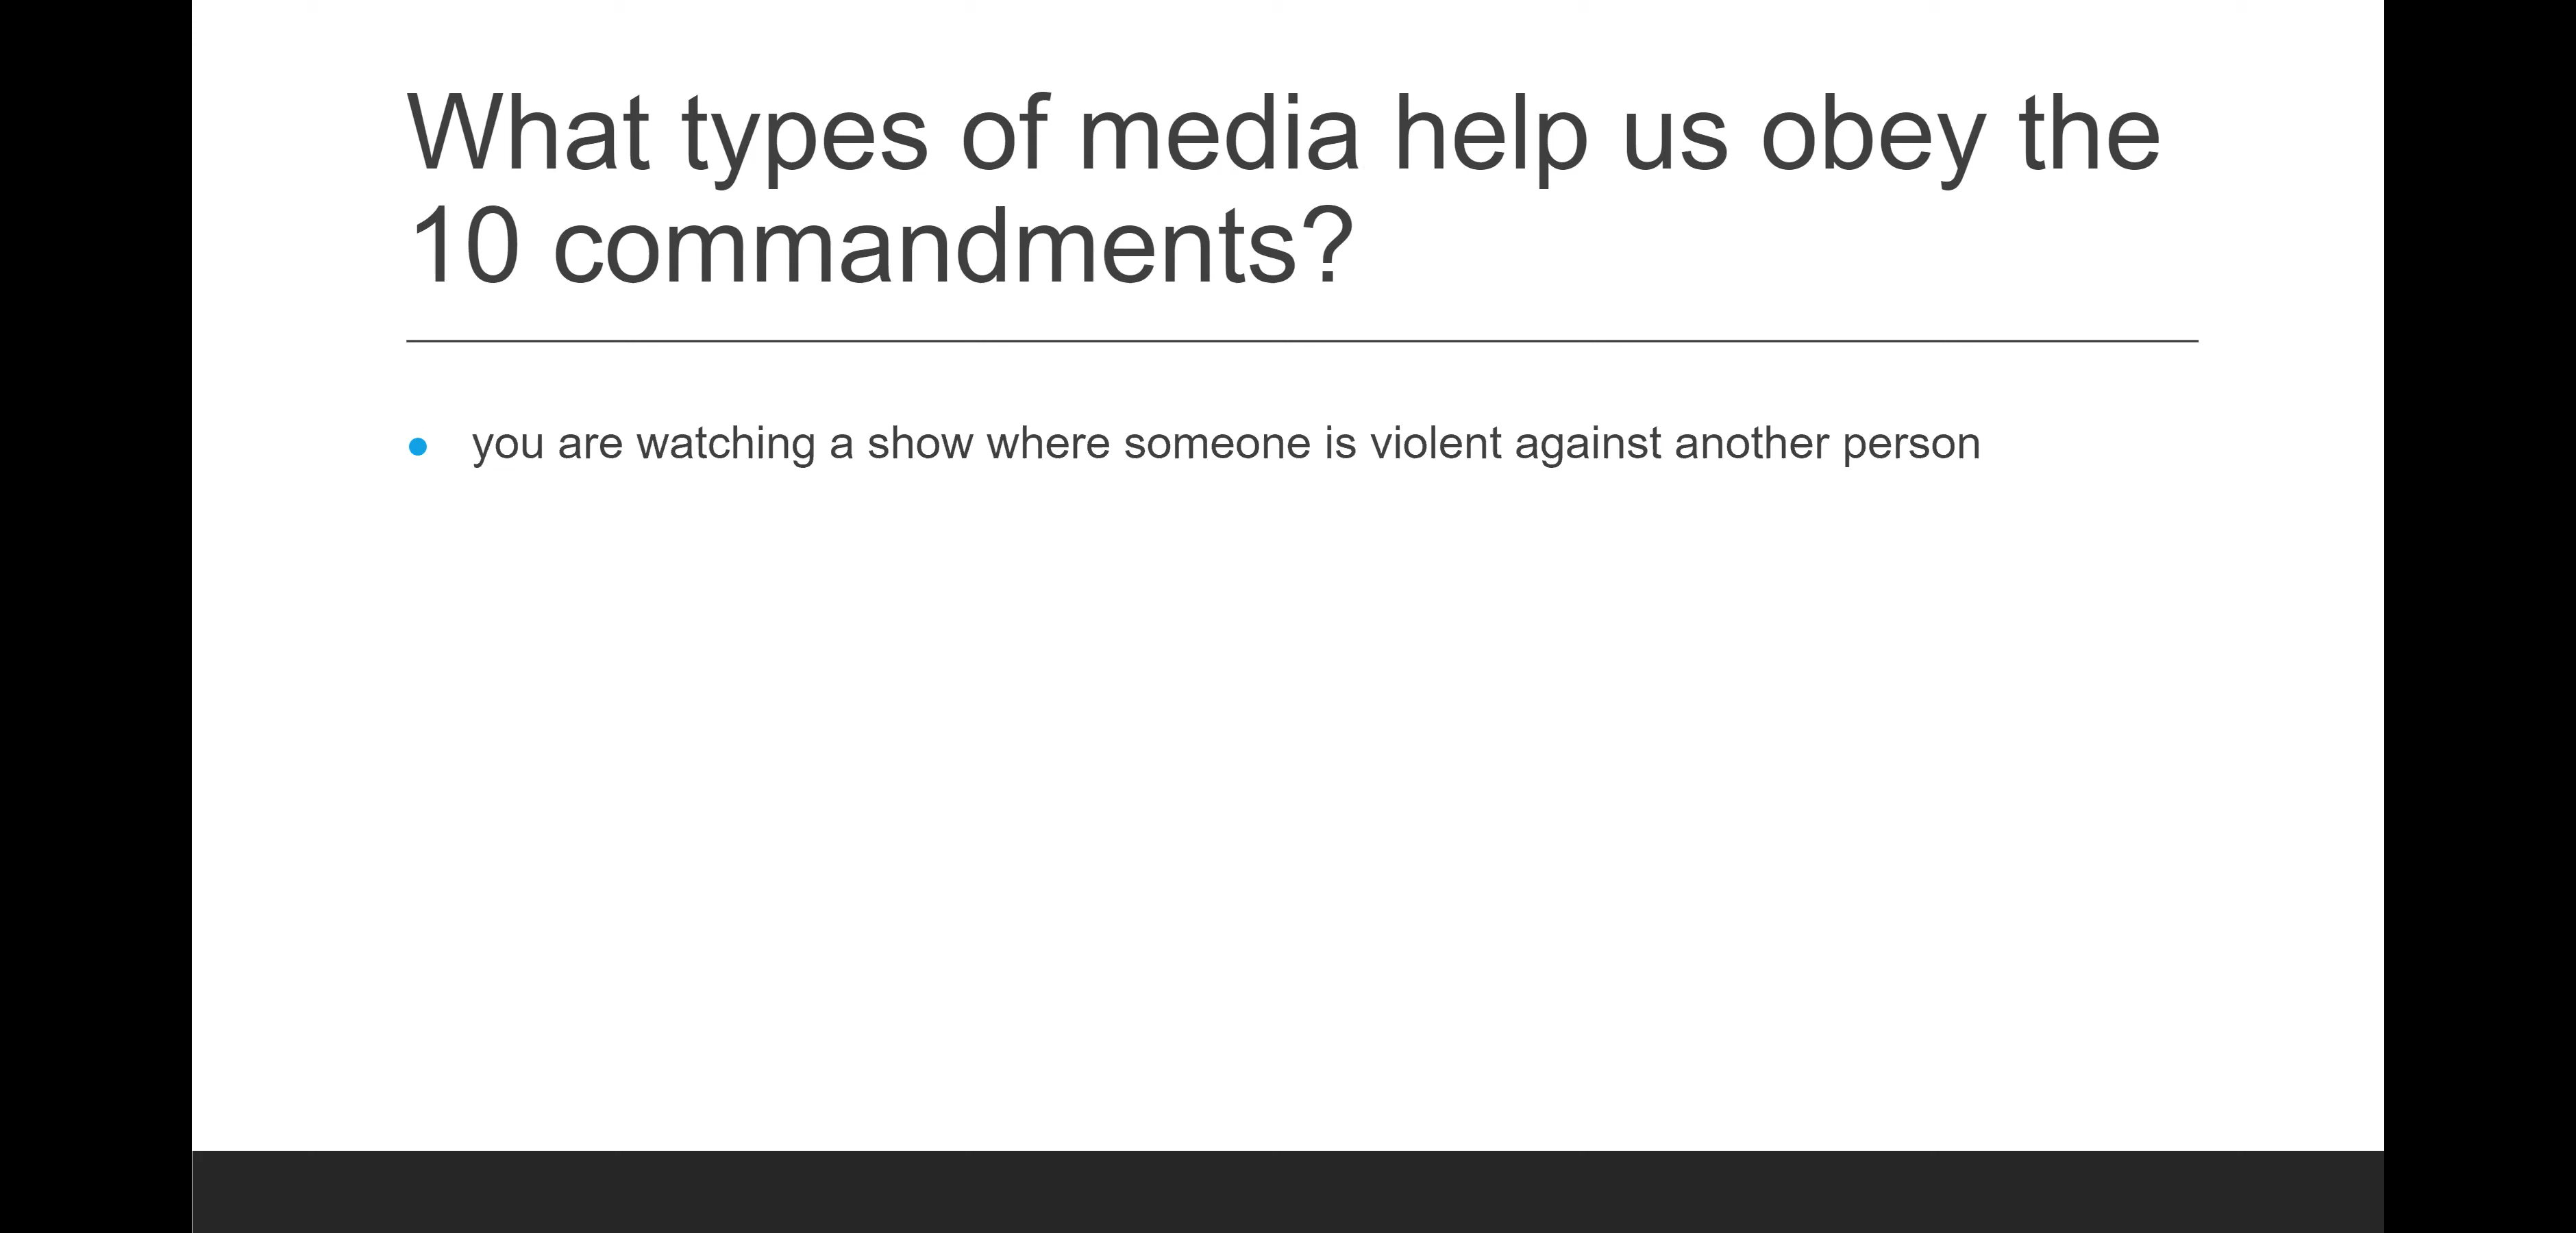 What types of media help us obey the
10 commandments?
you are watching a show where someone is violent against another person